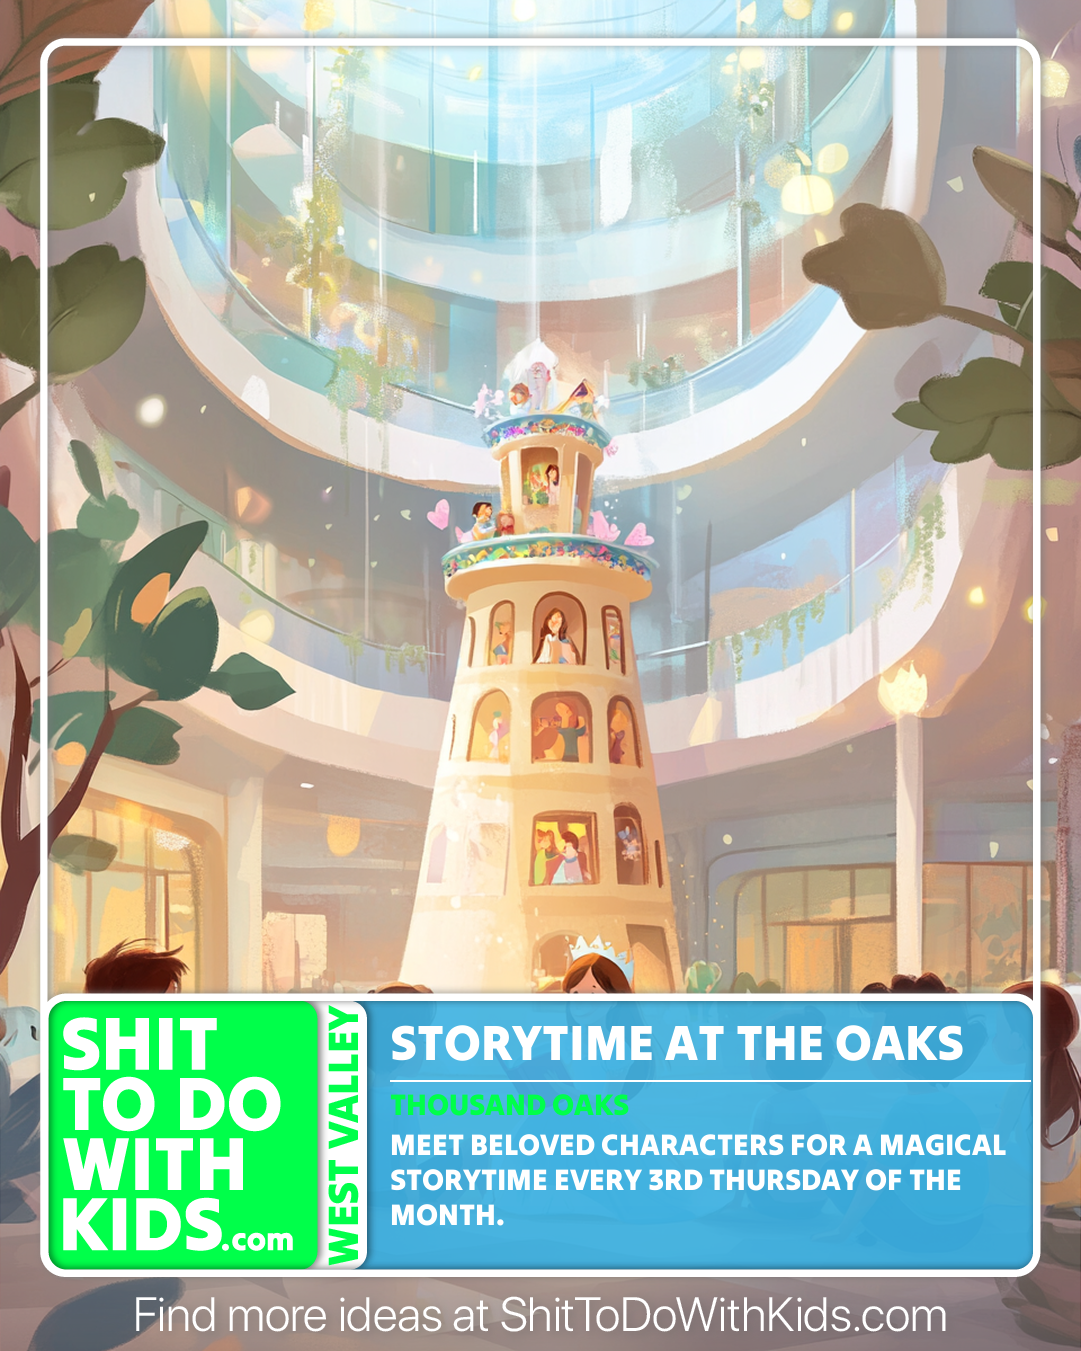 SHIT
TO DO
WITH
KIDS.com
WEST VALLEY
STORYTIME AT THE OAKS
THOUSAND OAKS
MEET BELOVED CHARACTERS FOR A MAGICAL
STORYTIME EVERY 3RD THURSDAY OF THE
MONTH.
Find more ideas at ShitToDoWithKids.com